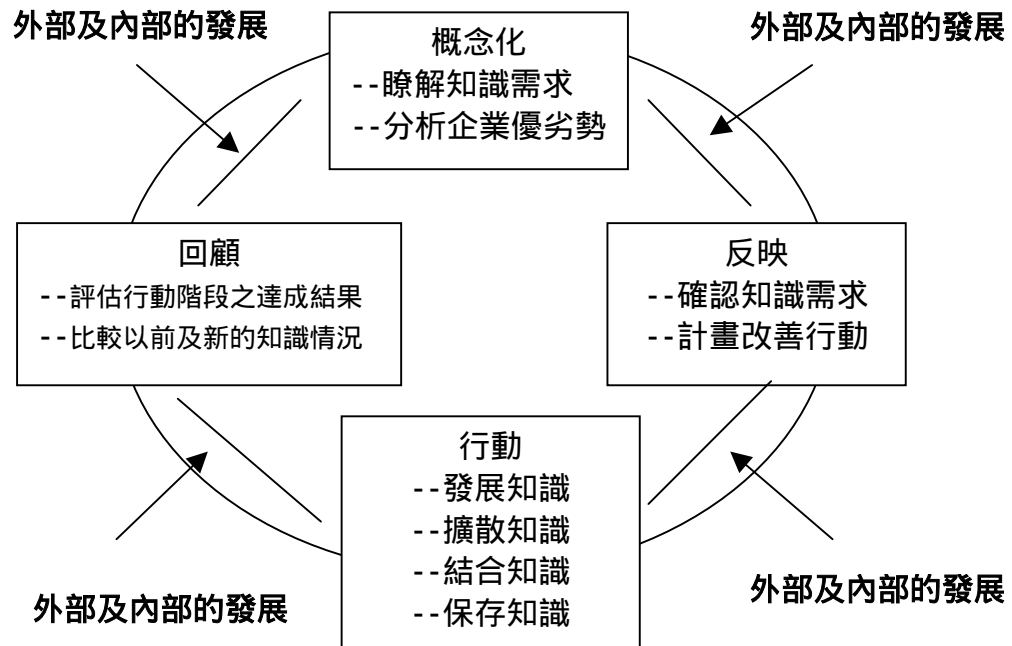 外部及內部的發展
外部及內部的發展
概念化
--瞭解知識需求
--分析企業優劣勢
回顧
--評估行動階段之達成結果
--比較以前及新的知識情況
反映
--確認知識需求
--計畫改善行動
行動
--發展知識
--擴散知識
--結合知識
--保存知識
外部及內部的發展
外部及內部的發展